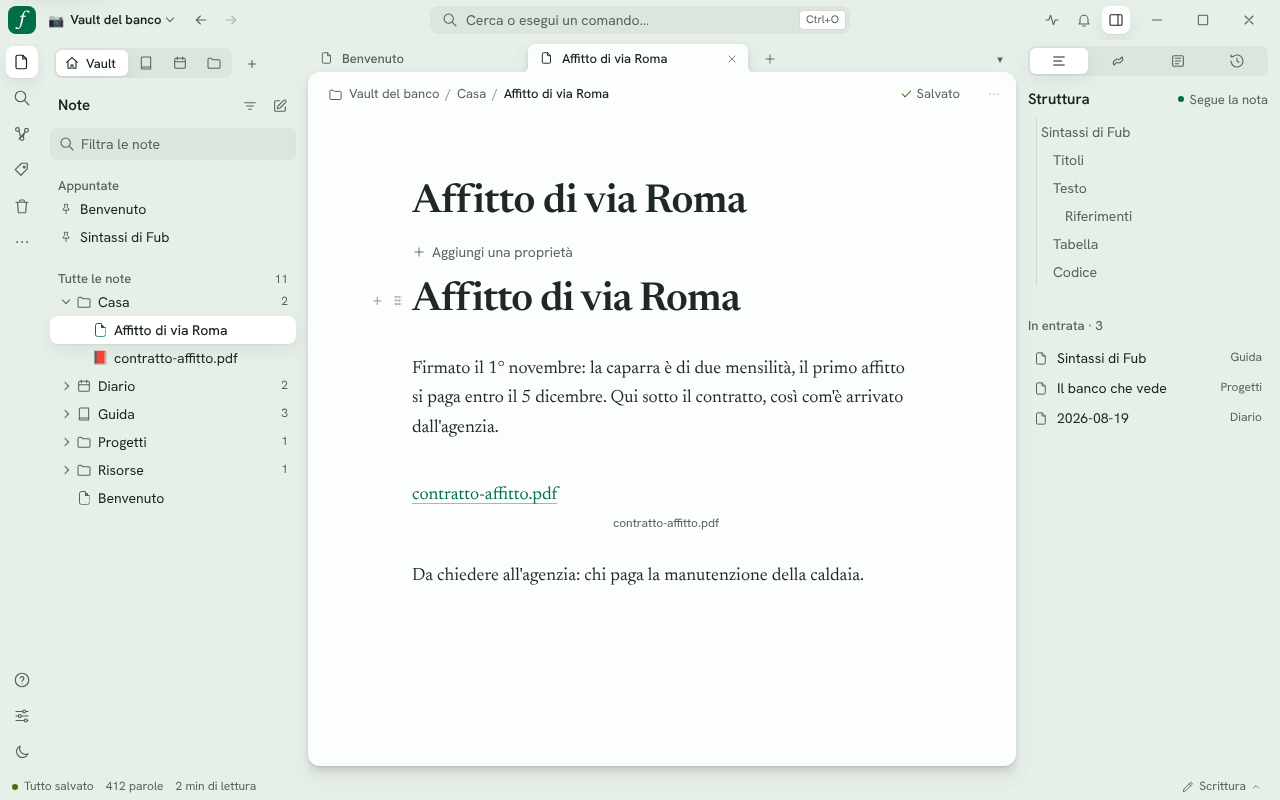 Vault del banco
Cerca o esegui un comando…
Ctrl+O
Vault
Note
Filtra le note
Appuntate
Benvenuto
Sintassi di Fub
Tutte le note 11
Casa 2
Affitto di via Roma
contratto-affitto.pdf
Diario 2
Guida 3
Progetti 1
Risorse 1
Benvenuto
Benvenuto
Affitto di via Roma
Vault del banco / Casa / Affitto di via Roma
Salvato
Affitto di via Roma
Aggiungi una proprietà
Affitto di via Roma
Firmato il 1° novembre: la caparra è di due mensilità, il primo affitto
si paga entro il 5 dicembre. Qui sotto il contratto, così com'è arrivato
dall'agenzia.
contratto-affitto.pdf
contratto-affitto.pdf
Da chiedere all'agenzia: chi paga la manutenzione della caldaia.
Struttura
Segue la nota
Sintassi di Fub
Titoli
Testo
Riferimenti
Tabella
Codice
In entrata · 3
Sintassi di Fub Guida
Il banco che vede Progetti
2026-08-19 Diario
Tutto salvato 412 parole 2 min di lettura
Scrittura